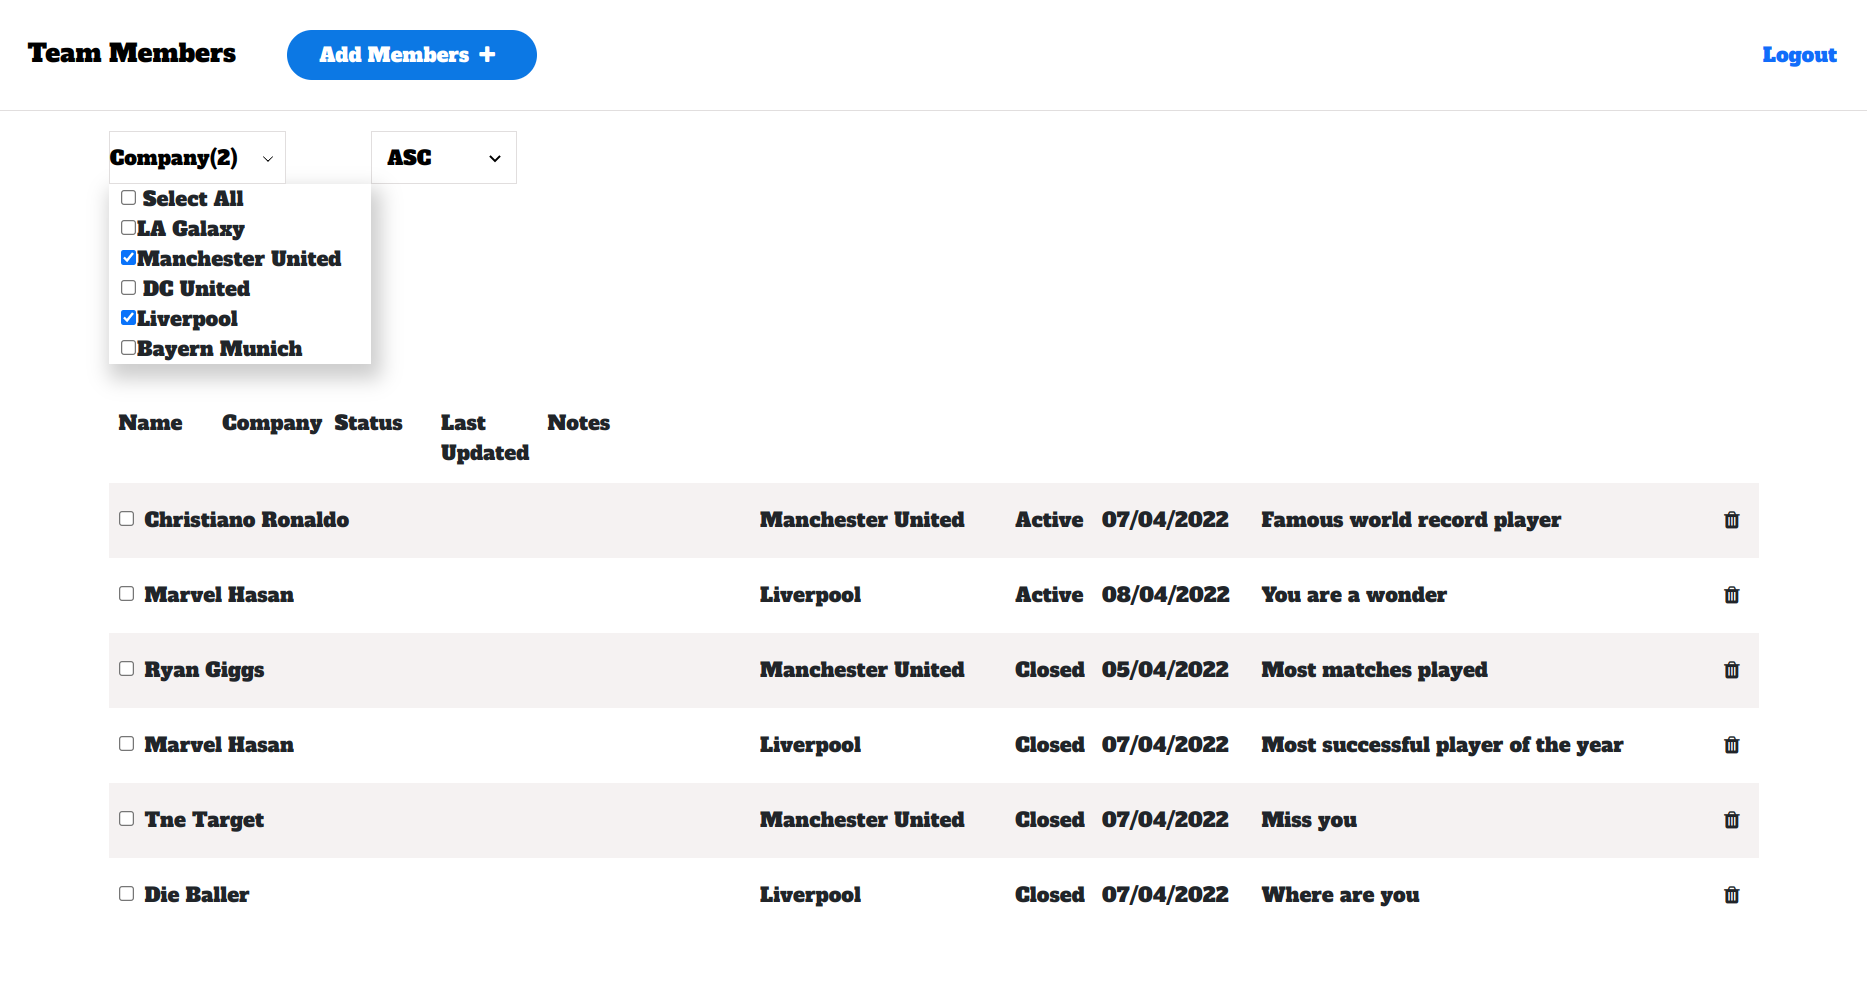 Team Members
Add Members +
Logout
Company(2)
ASC
Select All
LA Galaxy
Manchester United
DC United
Liverpool
Bayern Munich
Name Company Status Last Updated Notes
Christiano Ronaldo Manchester United Active 07/04/2022 Famous world record player
Marvel Hasan Liverpool Active 08/04/2022 You are a wonder
Ryan Giggs Manchester United Closed 05/04/2022 Most matches played
Marvel Hasan Liverpool Closed 07/04/2022 Most successful player of the year
Tne Target Manchester United Closed 07/04/2022 Miss you
Die Baller Liverpool Closed 07/04/2022 Where are you